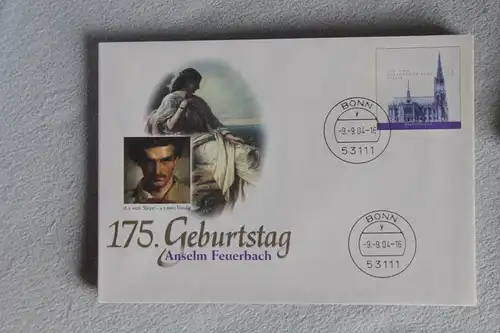 BONN
y
-9.-9.04-16
53111
175. Geburtstag
Anselm Feuerbach
BONN
y
-9.-9.04-16
53111